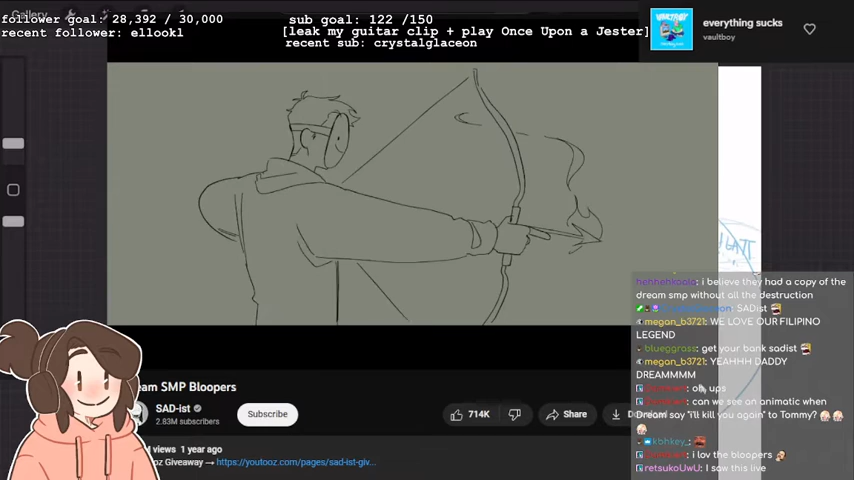 Gallery
follower goal: 28,392 / 30,000
recent follower: ellookl
sub goal: 122 /150
[leak my guitar clip + play Once Upon a Jester]
recent sub: crystalglaceon
everything sucks
vaultboy
hehhehkoala: i believe they had a copy of the
dream smp without all the destruction
SADist
megan_b3721: WE LOVE OUR FILIPINO
LEGEND
blueggrass: get your bank sadist
megan_b3721: YEAHHH DADDY
DREAMMMM
oh ups
can we see an animatic when
Dream say "i'll kill you again" to Tommy?
kbhkey_:
i lov the bloopers
retsukoUwU: I saw this live
eam SMP Bloopers
SAD-ist
2.83M subscribers
Subscribe
714K
Share
views 1 year ago
oz Giveaway → https://youtooz.com/pages/sad-ist-giv...